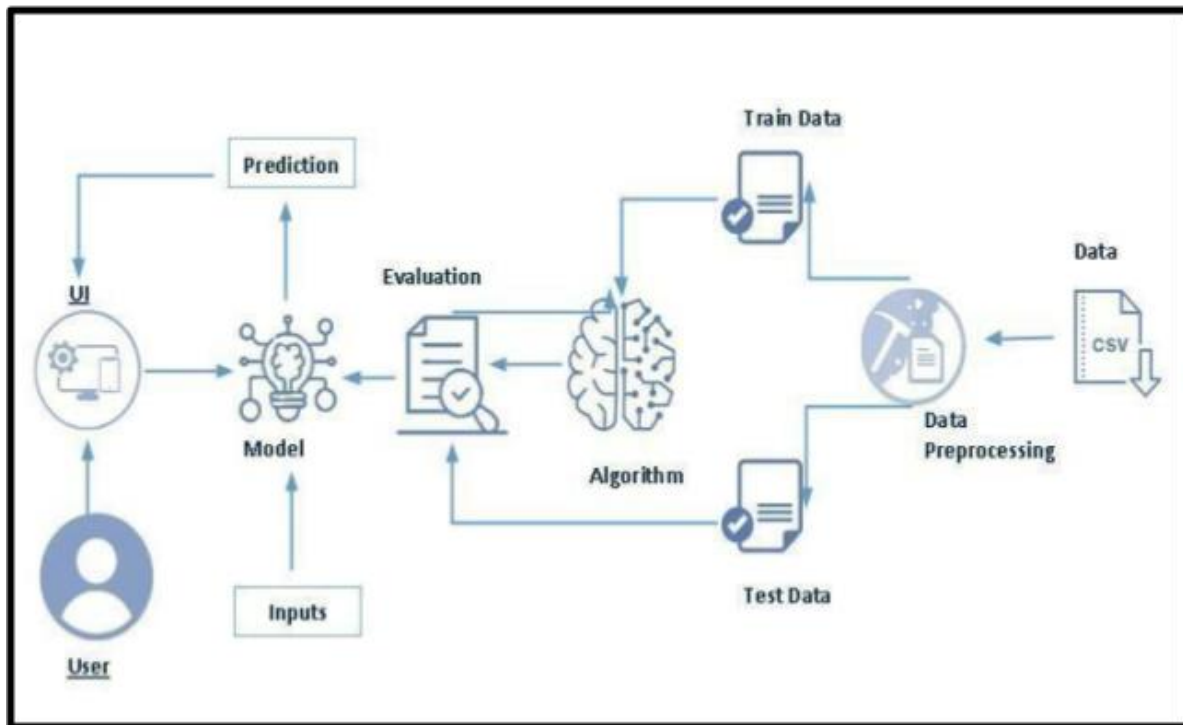 Train Data
Prediction
Data
Evaluation
UI
CSV
Data
Preprocessing
Model
Algorithm
Test Data
Inputs
User